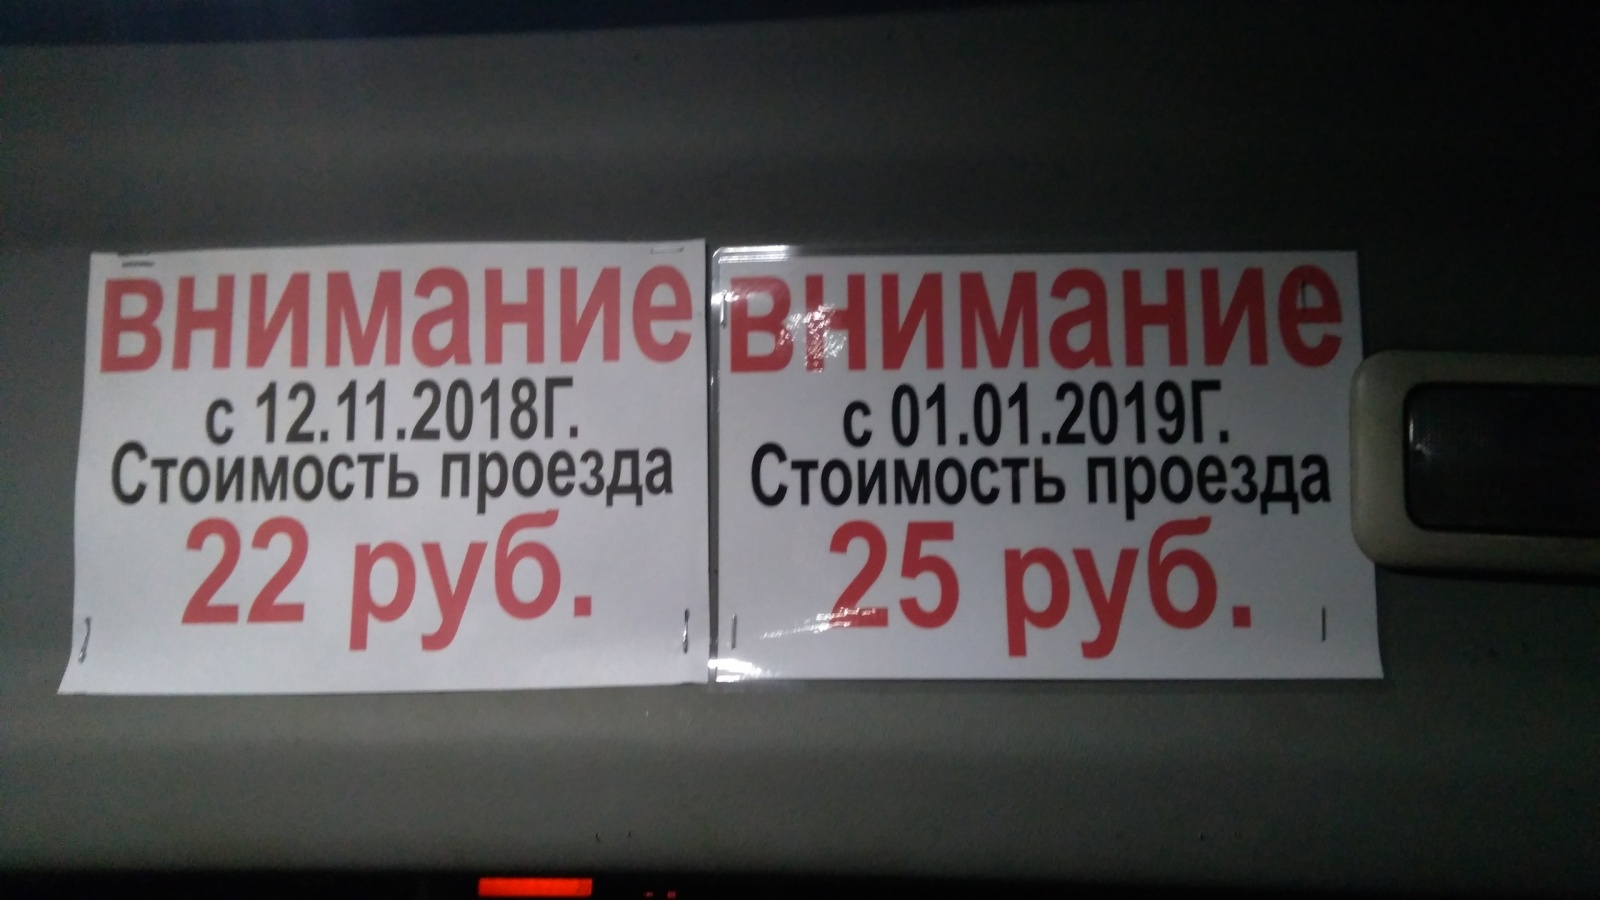 внимание
с 12.11.2018Г.
Стоимость проезда
22 руб.
внимание
с 01.01.2019Г.
Стоимость проезда
25 руб.